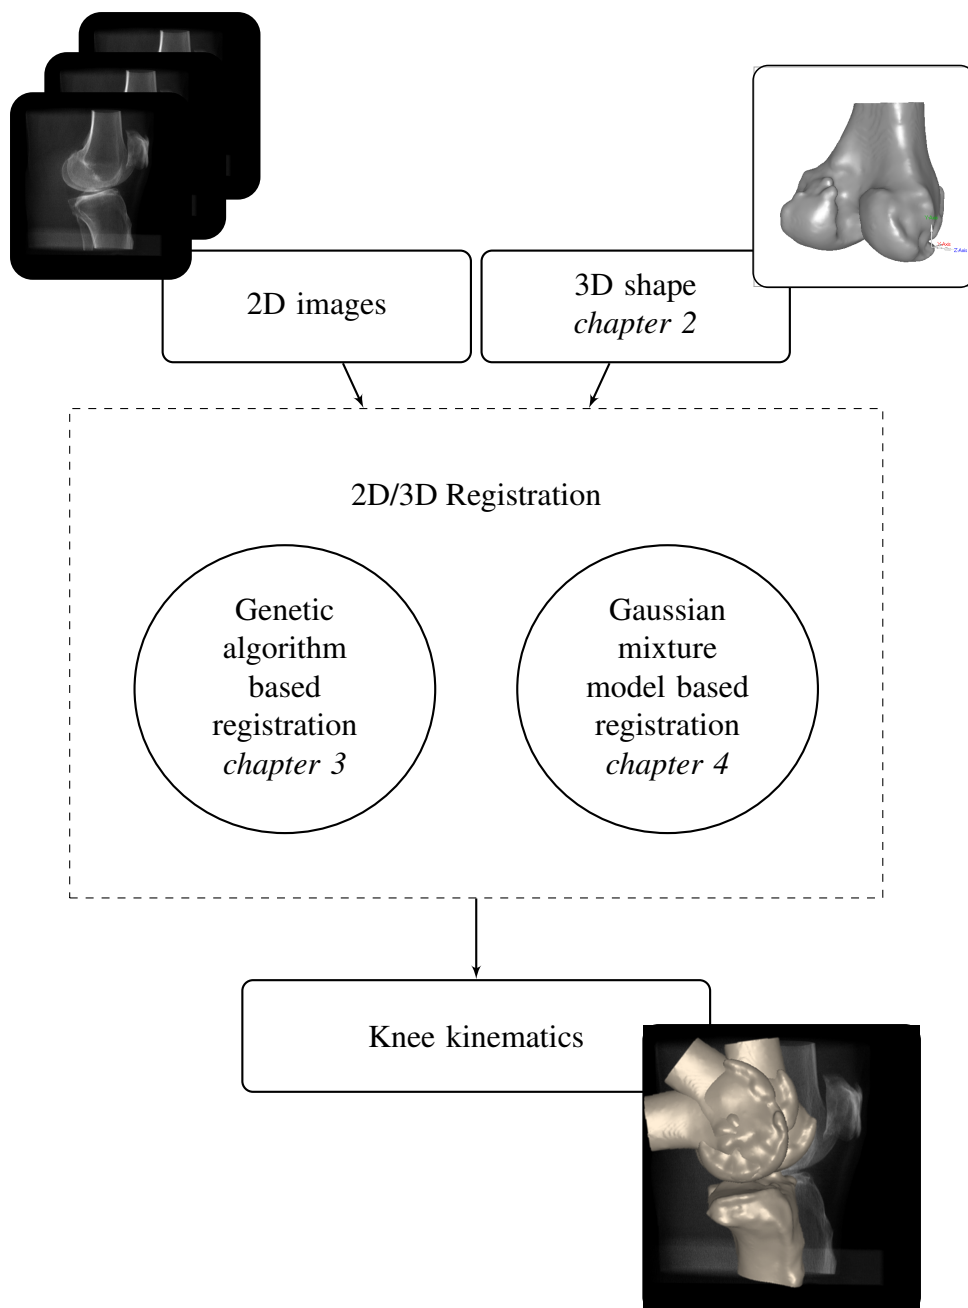 2D images
3D shape
chapter 2
2D/3D Registration
Genetic
algorithm
based
registration
chapter 3
Gaussian
mixture
model based
registration
chapter 4
Knee kinematics